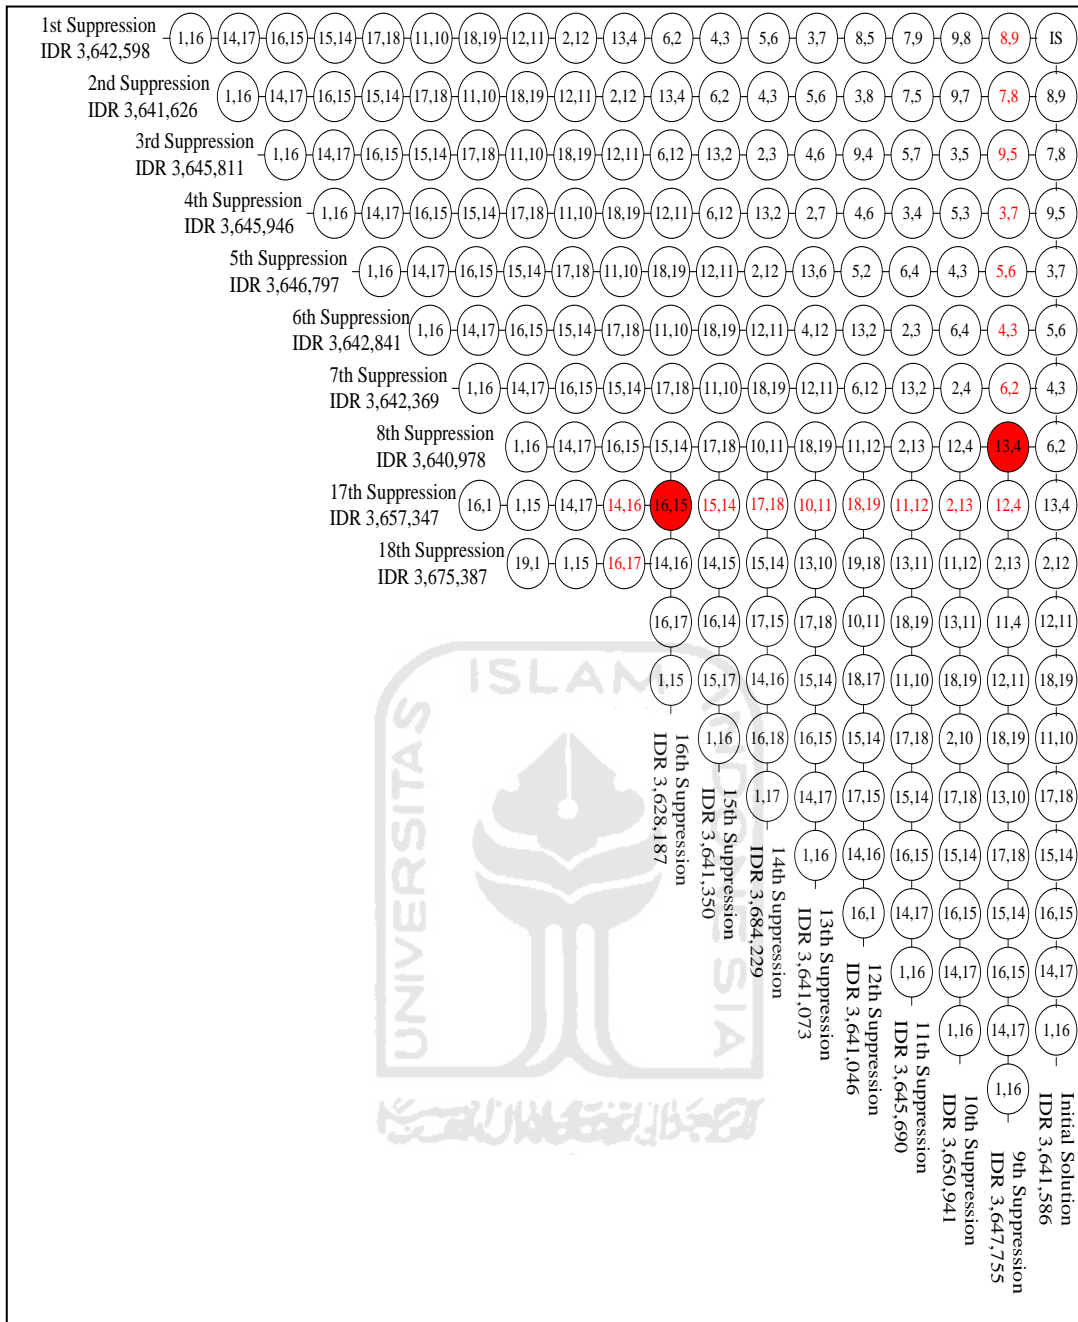 1st Suppression
IDR 3,642,598
1,16 14,17 16,15 15,14 17,18 11,10 18,19 12,11 2,12 13,4 6,2 4,3 5,6 3,7 8,5 7,9 9,8 8,9 IS
2nd Suppression
IDR 3,641,626
1,16 14,17 16,15 15,14 17,18 11,10 18,19 12,11 2,12 13,4 6,2 4,3 5,6 3,8 7,5 9,7 7,8 8,9
3rd Suppression
IDR 3,645,811
1,16 14,17 16,15 15,14 17,18 11,10 18,19 12,11 6,12 13,2 2,3 4,6 9,4 5,7 3,5 9,5 7,8
4th Suppression
IDR 3,645,946
1,16 14,17 16,15 15,14 17,18 11,10 18,19 12,11 6,12 13,2 2,7 4,6 3,4 5,3 3,7 9,5
5th Suppression
IDR 3,646,797
1,16 14,17 16,15 15,14 17,18 11,10 18,19 12,11 2,12 13,6 5,2 6,4 4,3 5,6 3,7
6th Suppression
IDR 3,642,841
1,16 14,17 16,15 15,14 17,18 11,10 18,19 12,11 4,12 13,2 2,3 6,4 4,3 5,6
7th Suppression
IDR 3,642,369
1,16 14,17 16,15 15,14 17,18 11,10 18,19 12,11 6,12 13,2 2,4 6,2 4,3
8th Suppression
IDR 3,640,978
1,16 14,17 16,15 15,14 17,18 10,11 18,19 11,12 2,13 12,4 13,4 6,2
17th Suppression
IDR 3,657,347
16,1 1,15 14,17 14,16 16,15 15,14 17,18 10,11 18,19 11,12 2,13 12,4 13,4
18th Suppression
IDR 3,675,387
19,1 1,15 16,17 14,16 14,15 15,14 13,10 19,18 13,11 11,12 2,13 2,12
16,17 16,14 17,15 17,18 10,11 18,19 13,11 11,4 12,11
1,15 15,17 14,16 15,14 18,17 11,10 18,19 12,11 18,19
1,16 16,18 16,15 15,14 17,18 2,10 18,19 11,10
1,17 14,17 17,15 15,14 17,18 13,10 17,18
1,16 14,16 16,15 15,14 17,18 15,14
16,1 14,17 16,15 15,14 16,15
1,16 14,17 16,15 14,17
1,16 14,17 1,16
1,16
16th Suppression
IDR 3,628,187
15th Suppression
IDR 3,641,350
14th Suppression
IDR 3,684,229
13th Suppression
IDR 3,641,073
12th Suppression
IDR 3,641,046
11th Suppression
IDR 3,645,690
10th Suppression
IDR 3,650,941
9th Suppression
IDR 3,647,755
Initial Solution
IDR 3,641,586
UNIVERSITAS
ISLAM
INDONESIA